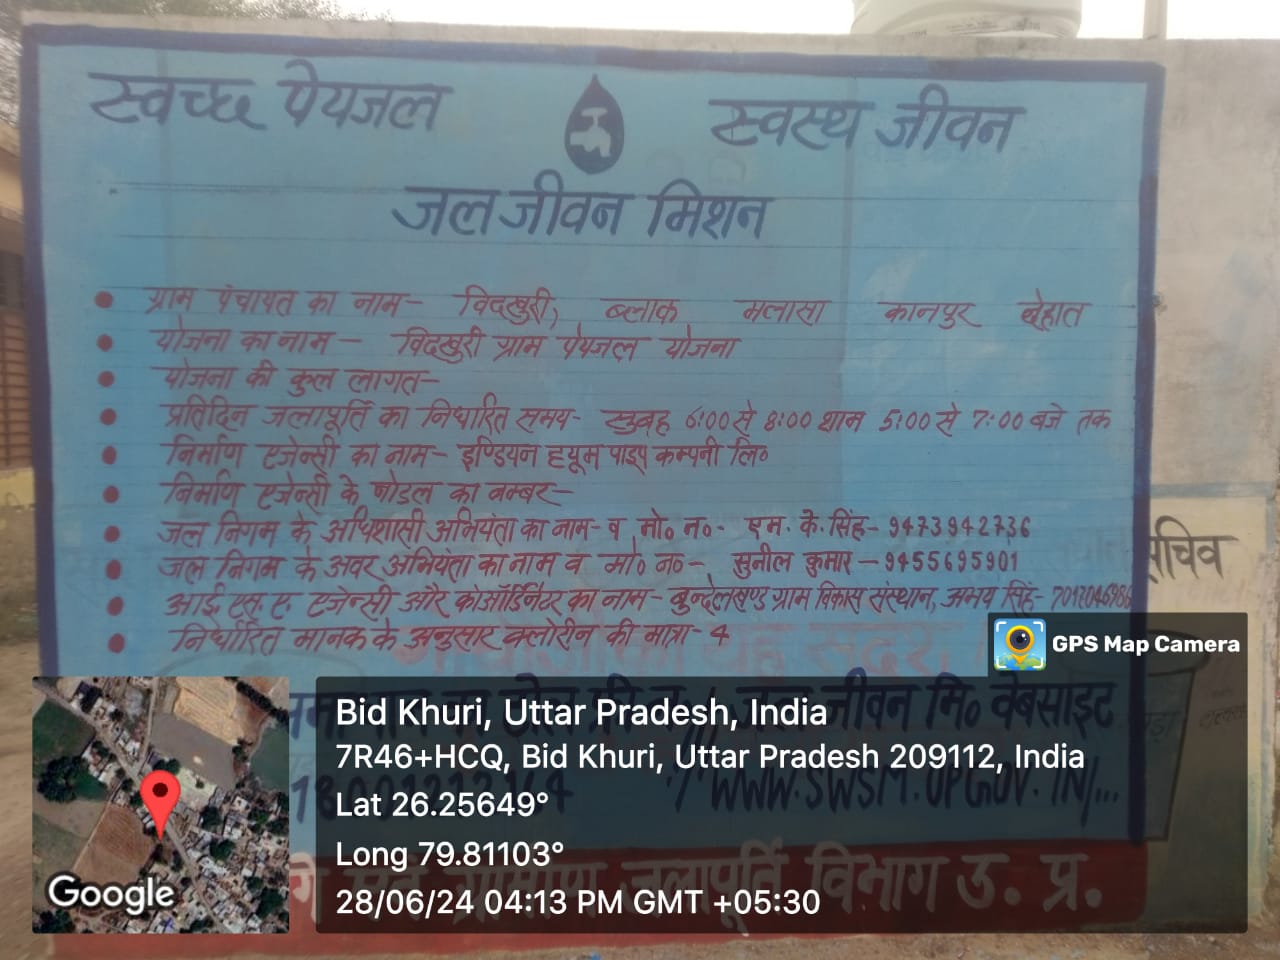 स्वच्छ पेयजल स्वस्थ जीवन
जल जीवन मिशन
• ग्राम पंचायत का नाम- विदखुरी, ब्लाक मलासा कानपुर देहात
• योजना का नाम - विदखुरी ग्राम पेयजल योजना
• योजना की कुल लागत-
• प्रतिदिन जलापूर्ति का निर्धारित समय- सुबह 6:00 से 8:00 शाम 5:00 से 7:00 बजे तक
• निर्माण एजेन्सी का नाम- इण्डियन ह्यूम पाइप कम्पनी लि०
• निर्माण एजेन्सी के नोडल का नम्बर-
• जल निगम के अधिशासी अभियंता का नाम- व मो० न०- एम. के. सिंह- 9473942736
• जल निगम के अवर अभियंता का नाम व मो० न०- सुनील कुमार - 9455695901
• आई. एस. ए. एजेन्सी और कोऑर्डिनेटर का नाम- बुन्देलखण्ड ग्राम विकास संस्थान, अभय सिंह-
• निर्धारित मानक के अनुसार क्लोरीन की मात्रा- 4
सचिव
जल जीवन मि० वेबसाइट
WWW.SWSM.UPGOV.IN/...
ग्रामीण जलापूर्ति विभाग उ. प्र.
GPS Map Camera
Bid Khuri, Uttar Pradesh, India
7R46+HCQ, Bid Khuri, Uttar Pradesh 209112, India
Lat 26.25649°
Long 79.81103°
28/06/24 04:13 PM GMT +05:30
Google